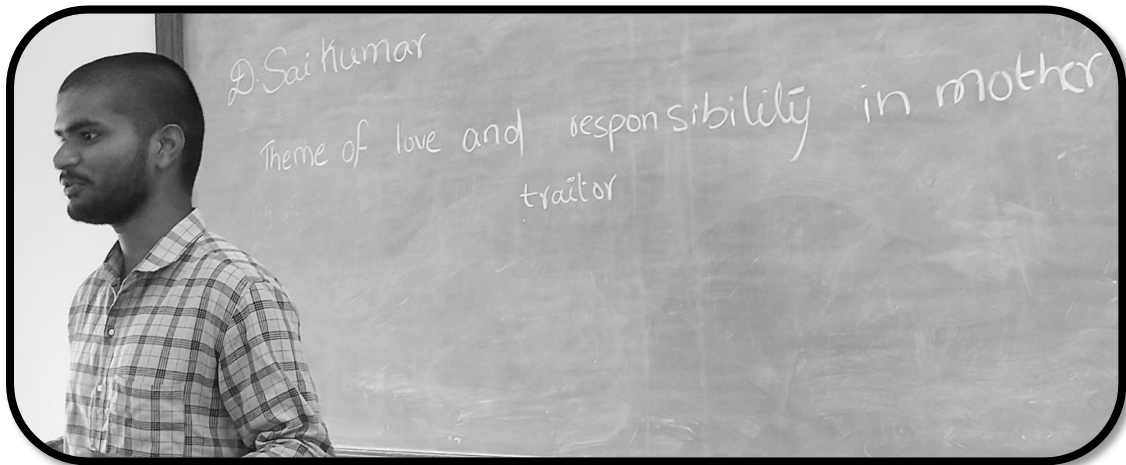 D. Sai Kumar
Theme of love and responsibility in mother
traitor